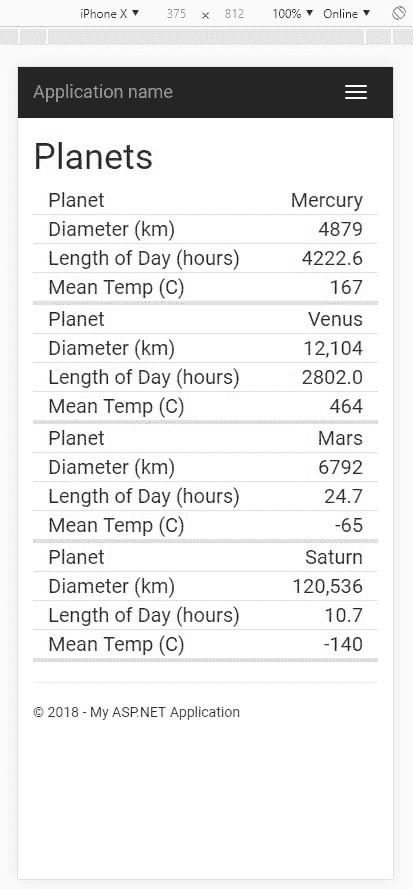 iPhone X ▼ 375 x 812 100% ▼ Online ▼
Application name
Planets
Planet Mercury
Diameter (km) 4879
Length of Day (hours) 4222.6
Mean Temp (C) 167
Planet Venus
Diameter (km) 12,104
Length of Day (hours) 2802.0
Mean Temp (C) 464
Planet Mars
Diameter (km) 6792
Length of Day (hours) 24.7
Mean Temp (C) -65
Planet Saturn
Diameter (km) 120,536
Length of Day (hours) 10.7
Mean Temp (C) -140
© 2018 - My ASP.NET Application